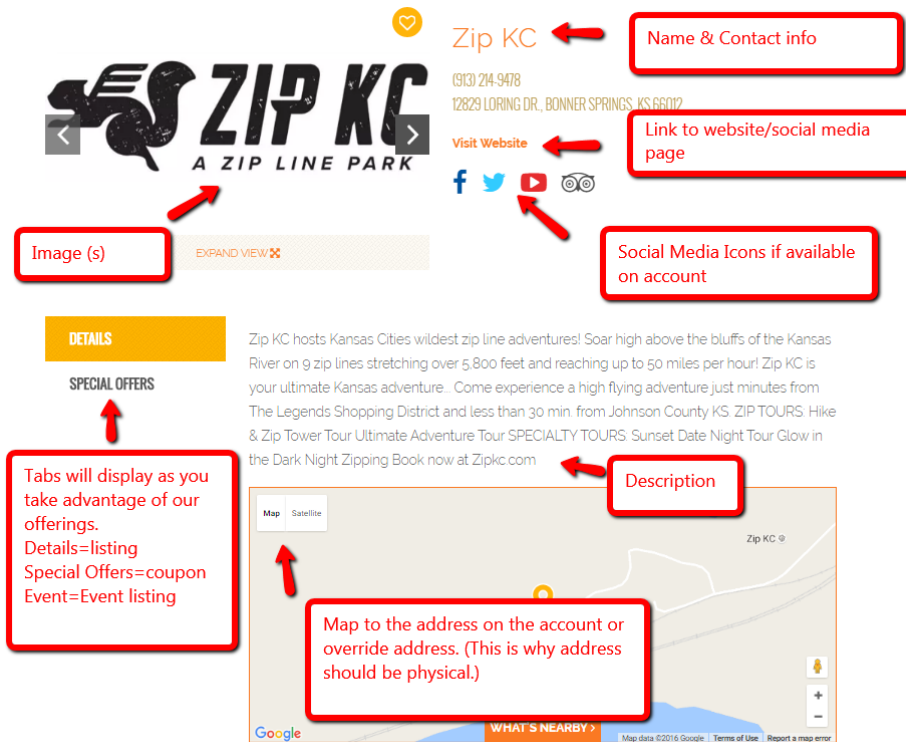 ZIP KC
A ZIP LINE PARK
Image (s)
EXPAND VIEW
Zip KC
Name & Contact info
(913) 214-9478
12829 LORING DR., BONNER SPRINGS, KS 66012
Visit Website
Link to website/social media
page
Social Media Icons if available
on account
DETAILS
SPECIAL OFFERS
Tabs will display as you
take advantage of our
offerings.
Details=listing
Special Offers=coupon
Event=Event listing
Zip KC hosts Kansas Cities wildest zip line adventures! Soar high above the bluffs of the Kansas
River on 9 zip lines stretching over 5,800 feet and reaching up to 50 miles per hour! Zip KC is
your ultimate Kansas adventure... Come experience a high flying adventure just minutes from
The Legends Shopping District and less than 30 min. from Johnson County KS. ZIP TOURS: Hike
& Zip Tower Tour Ultimate Adventure Tour SPECIALTY TOURS: Sunset Date Night Tour Glow in
the Dark Night Zipping Book now at Zipkc.com
Description
Map Satellite
Zip KC
Map to the address on the account or
override address. (This is why address
should be physical.)
WHAT'S NEARBY >
Google
Map data ©2016 Google Terms of Use Report a map error